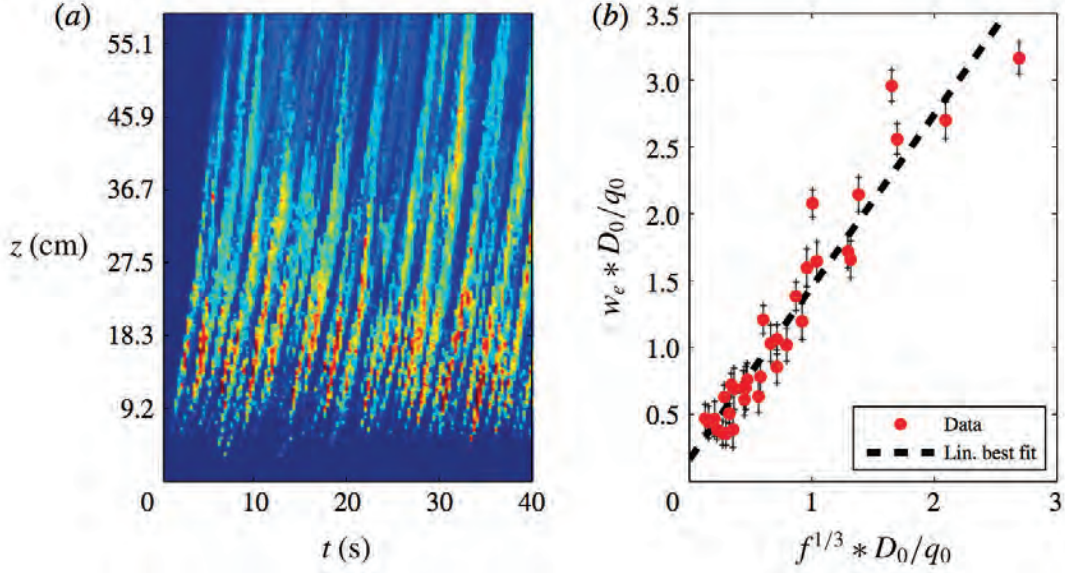 (a)
55.1
45.9
36.7
z (cm)
27.5
18.3
9.2
0
10
20
30
40
t (s)
(b)
3.5
3.0
2.5
2.0
w_e * D_0/q_0
1.5
1.0
0.5
0
1
2
3
Data
Lin. best fit
f^{1/3} * D_0/q_0